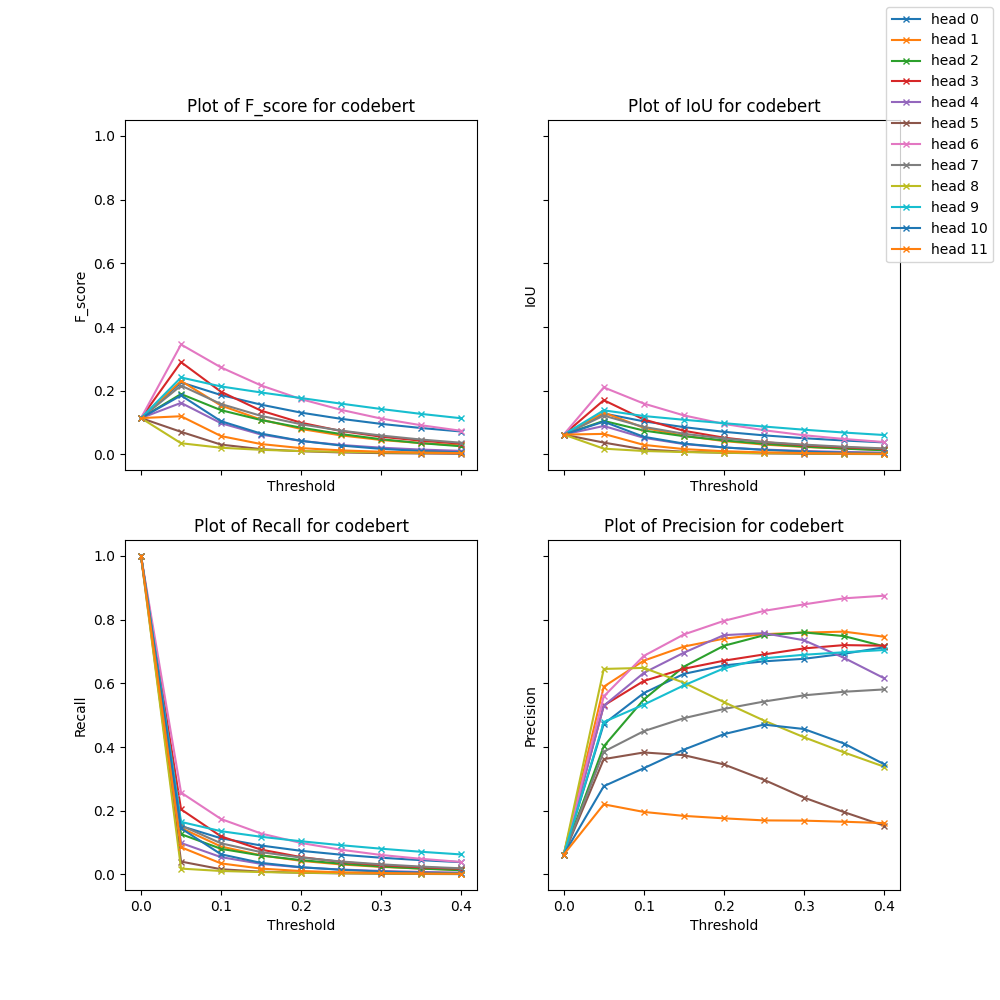 head 0
head 1
head 2
head 3
head 4
head 5
head 6
head 7
head 8
head 9
head 10
head 11
Plot of F_score for codebert
1.0
0.8
0.6
0.4
0.2
0.0
F_score
Threshold
Plot of IoU for codebert
IoU
Threshold
Plot of Recall for codebert
1.0
0.8
0.6
0.4
0.2
0.0
Recall
0.0 0.1 0.2 0.3 0.4
Threshold
Plot of Precision for codebert
Precision
0.0 0.1 0.2 0.3 0.4
Threshold